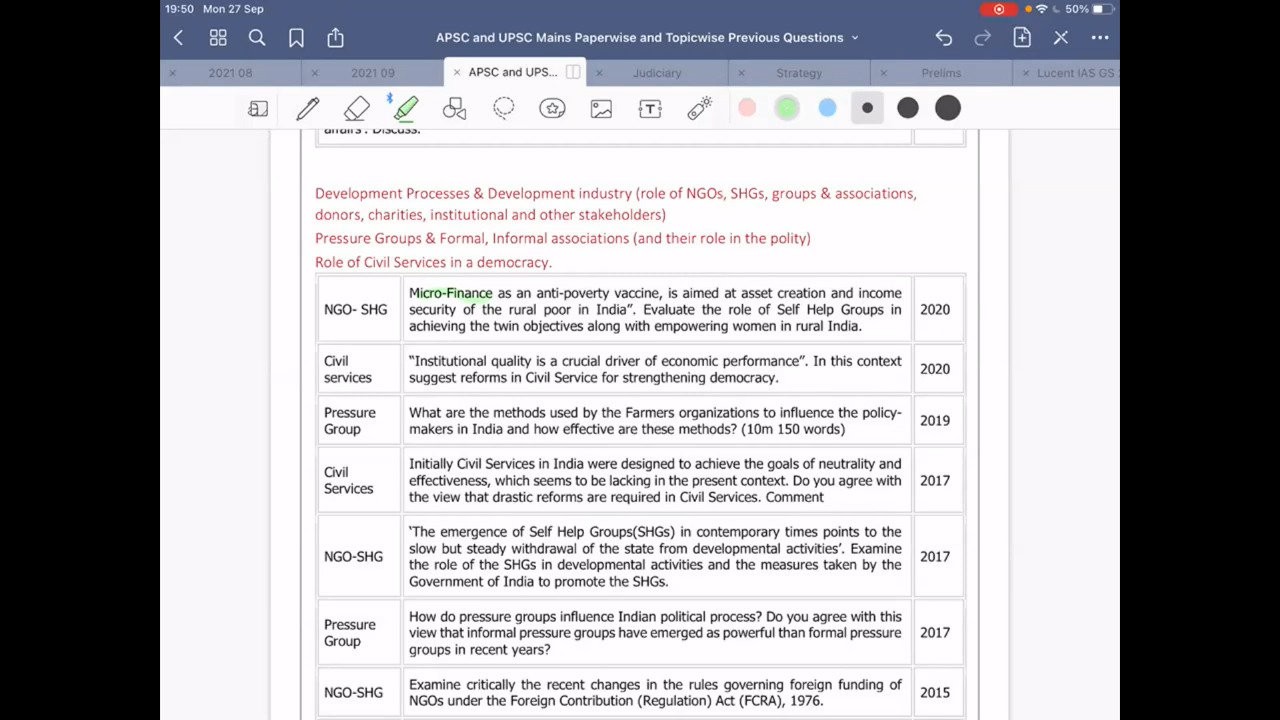 19:50 Mon 27 Sep
50%
APSC and UPSC Mains Paperwise and Topicwise Previous Questions
2021 08
2021 09
APSC and UPS...
Judiciary
Strategy
Prelims
Lucent IAS GS
affairs'. Discuss.
Development Processes & Development industry (role of NGOs, SHGs, groups & associations,
donors, charities, institutional and other stakeholders)
Pressure Groups & Formal, Informal associations (and their role in the polity)
Role of Civil Services in a democracy.
NGO- SHG
Micro-Finance as an anti-poverty vaccine, is aimed at asset creation and income
security of the rural poor in India”. Evaluate the role of Self Help Groups in
achieving the twin objectives along with empowering women in rural India.
2020
Civil
services
“Institutional quality is a crucial driver of economic performance”. In this context
suggest reforms in Civil Service for strengthening democracy.
2020
Pressure
Group
What are the methods used by the Farmers organizations to influence the policy-
makers in India and how effective are these methods? (10m 150 words)
2019
Civil
Services
Initially Civil Services in India were designed to achieve the goals of neutrality and
effectiveness, which seems to be lacking in the present context. Do you agree with
the view that drastic reforms are required in Civil Services. Comment
2017
NGO-SHG
‘The emergence of Self Help Groups(SHGs) in contemporary times points to the
slow but steady withdrawal of the state from developmental activities’. Examine
the role of the SHGs in developmental activities and the measures taken by the
Government of India to promote the SHGs.
2017
Pressure
Group
How do pressure groups influence Indian political process? Do you agree with this
view that informal pressure groups have emerged as powerful than formal pressure
groups in recent years?
2017
NGO-SHG
Examine critically the recent changes in the rules governing foreign funding of
NGOs under the Foreign Contribution (Regulation) Act (FCRA), 1976.
2015